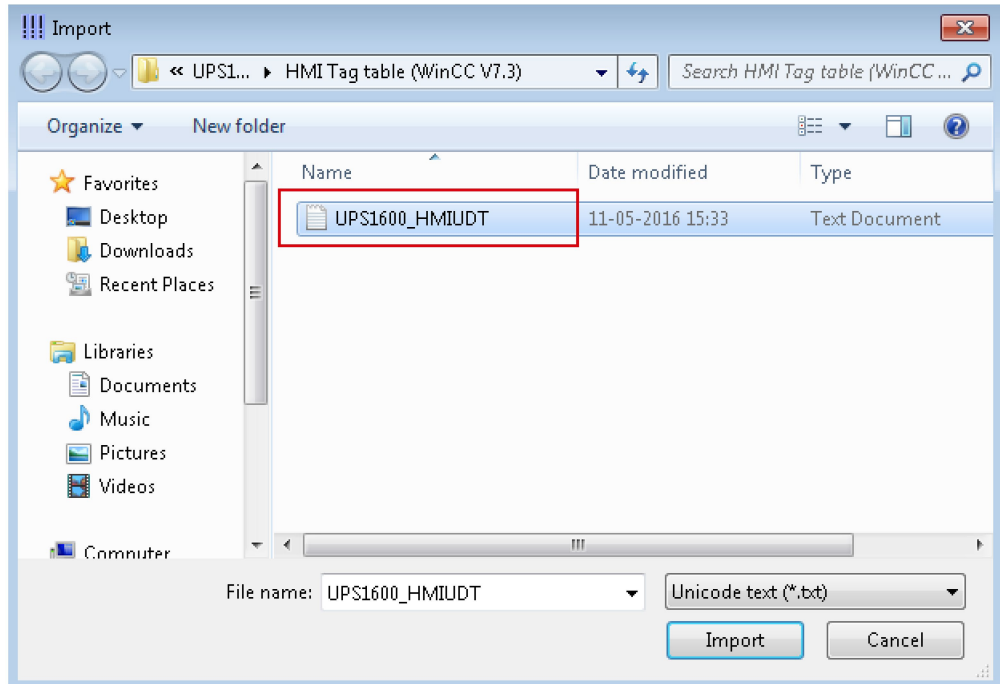 Import
« UPS1... ▸ HMI Tag table (WinCC V7.3)
Search HMI Tag table (WinCC ...
Organize
New folder
Name
Date modified
Type
Favorites
Desktop
Downloads
Recent Places
Libraries
Documents
Music
Pictures
Videos
Computer
UPS1600_HMIUDT
11-05-2016 15:33
Text Document
File name:
UPS1600_HMIUDT
Unicode text (*.txt)
Import
Cancel